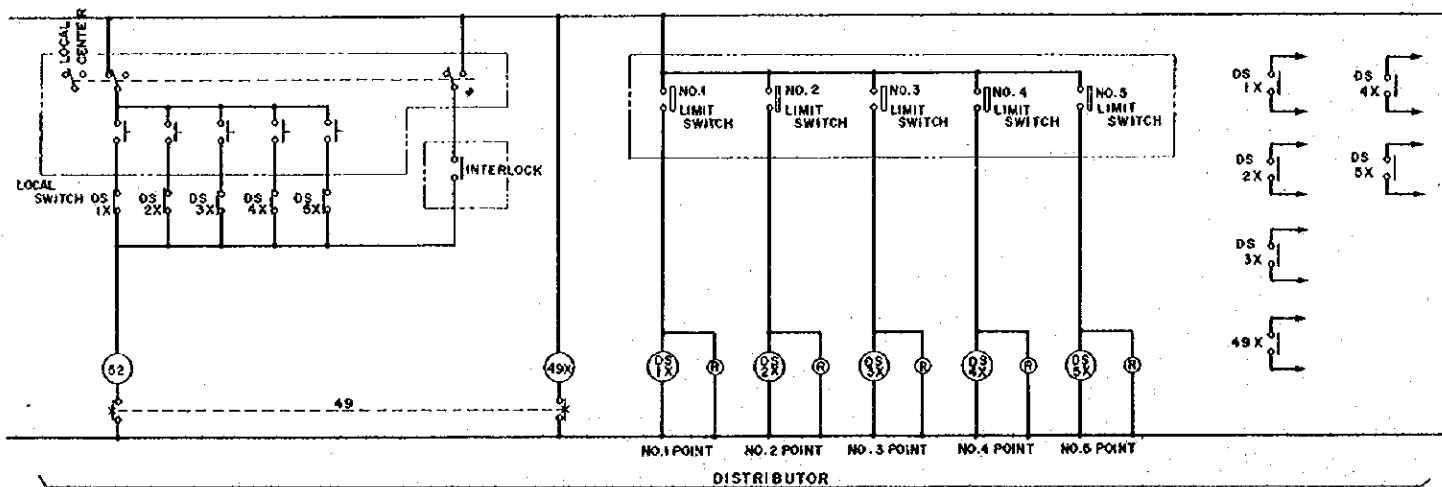 LOCAL
CENTER
LOCAL
SWITCH
DS
1X
DS
2X
DS
3X
DS
4X
DS
5X
INTERLOCK
52
49X
49
NO.1
LIMIT
SWITCH
NO.2
LIMIT
SWITCH
NO.3
LIMIT
SWITCH
NO.4
LIMIT
SWITCH
NO.5
LIMIT
SWITCH
DS
1X
R
DS
2X
R
DS
3X
R
DS
4X
R
DS
5X
R
NO.1 POINT
NO.2 POINT
NO.3 POINT
NO.4 POINT
NO.5 POINT
DS
1X
DS
4X
DS
2X
DS
5X
DS
3X
49X
DISTRIBUTOR